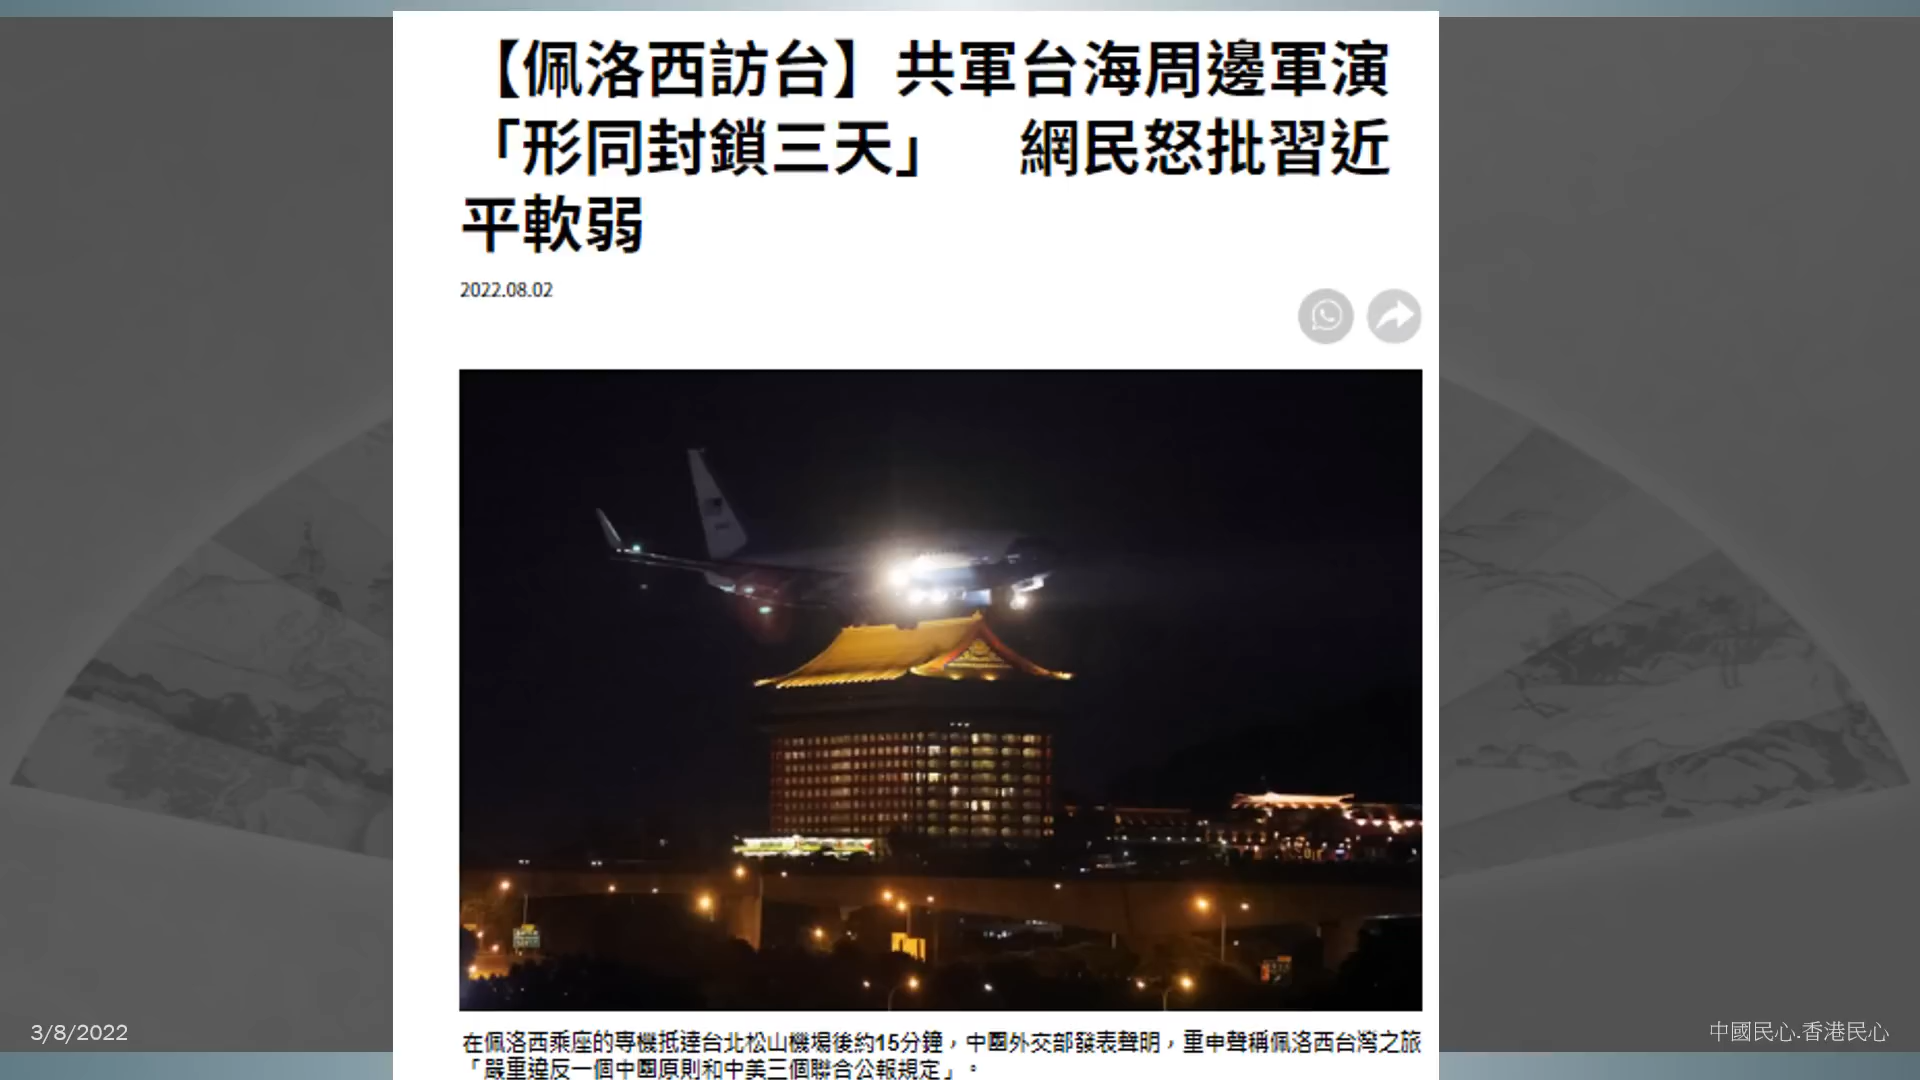 【佩洛西訪台】共軍台海周邊軍演
「形同封鎖三天」　網民怒批習近
平軟弱
2022.08.02
在佩洛西乘座的專機抵達台北松山機場後約15分鐘，中國外交部發表聲明，重申聲稱佩洛西台灣之旅
「嚴重違反一個中國原則和中美三個聯合公報規定」。
3/8/2022
中國民心.香港民心